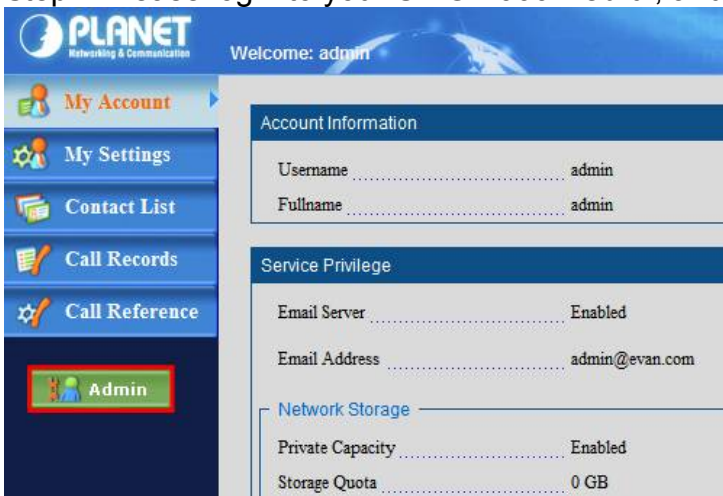 PLANET
Networking & Communication
Welcome: admin
My Account
My Settings
Contact List
Call Records
Call Reference
Admin
Account Information
Username admin
Fullname admin
Service Privilege
Email Server Enabled
Email Address admin@evan.com
Network Storage
Private Capacity Enabled
Storage Quota 0 GB